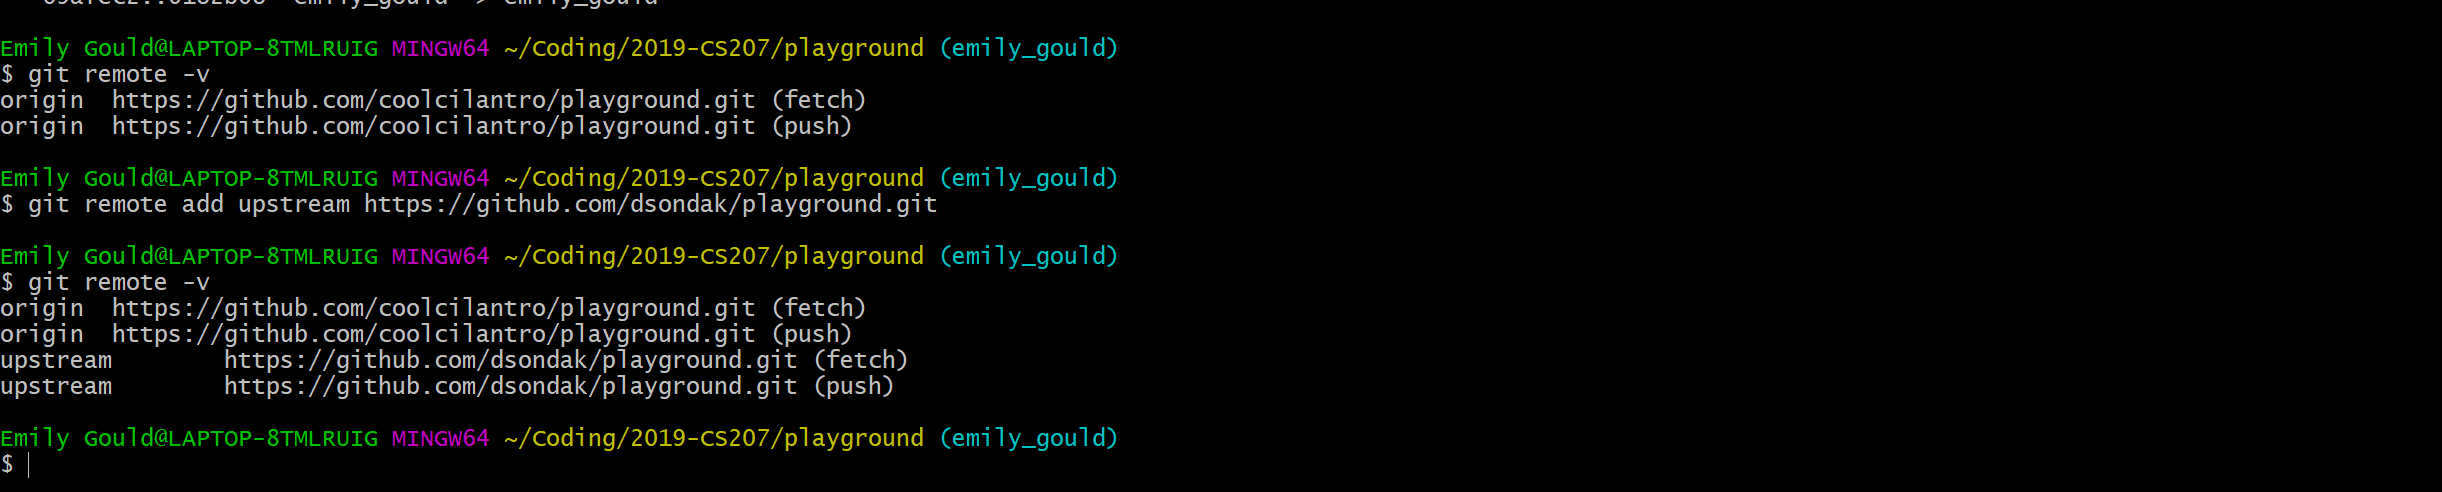 emily_gould -> emily_gould
Emily Gould@LAPTOP-8TMLRUIG MINGW64 ~/Coding/2019-CS207/playground (emily_gould)
$ git remote -v
origin  https://github.com/coolcilantro/playground.git (fetch)
origin  https://github.com/coolcilantro/playground.git (push)
Emily Gould@LAPTOP-8TMLRUIG MINGW64 ~/Coding/2019-CS207/playground (emily_gould)
$ git remote add upstream https://github.com/dsondak/playground.git
Emily Gould@LAPTOP-8TMLRUIG MINGW64 ~/Coding/2019-CS207/playground (emily_gould)
$ git remote -v
origin  https://github.com/coolcilantro/playground.git (fetch)
origin  https://github.com/coolcilantro/playground.git (push)
upstream        https://github.com/dsondak/playground.git (fetch)
upstream        https://github.com/dsondak/playground.git (push)
Emily Gould@LAPTOP-8TMLRUIG MINGW64 ~/Coding/2019-CS207/playground (emily_gould)
$